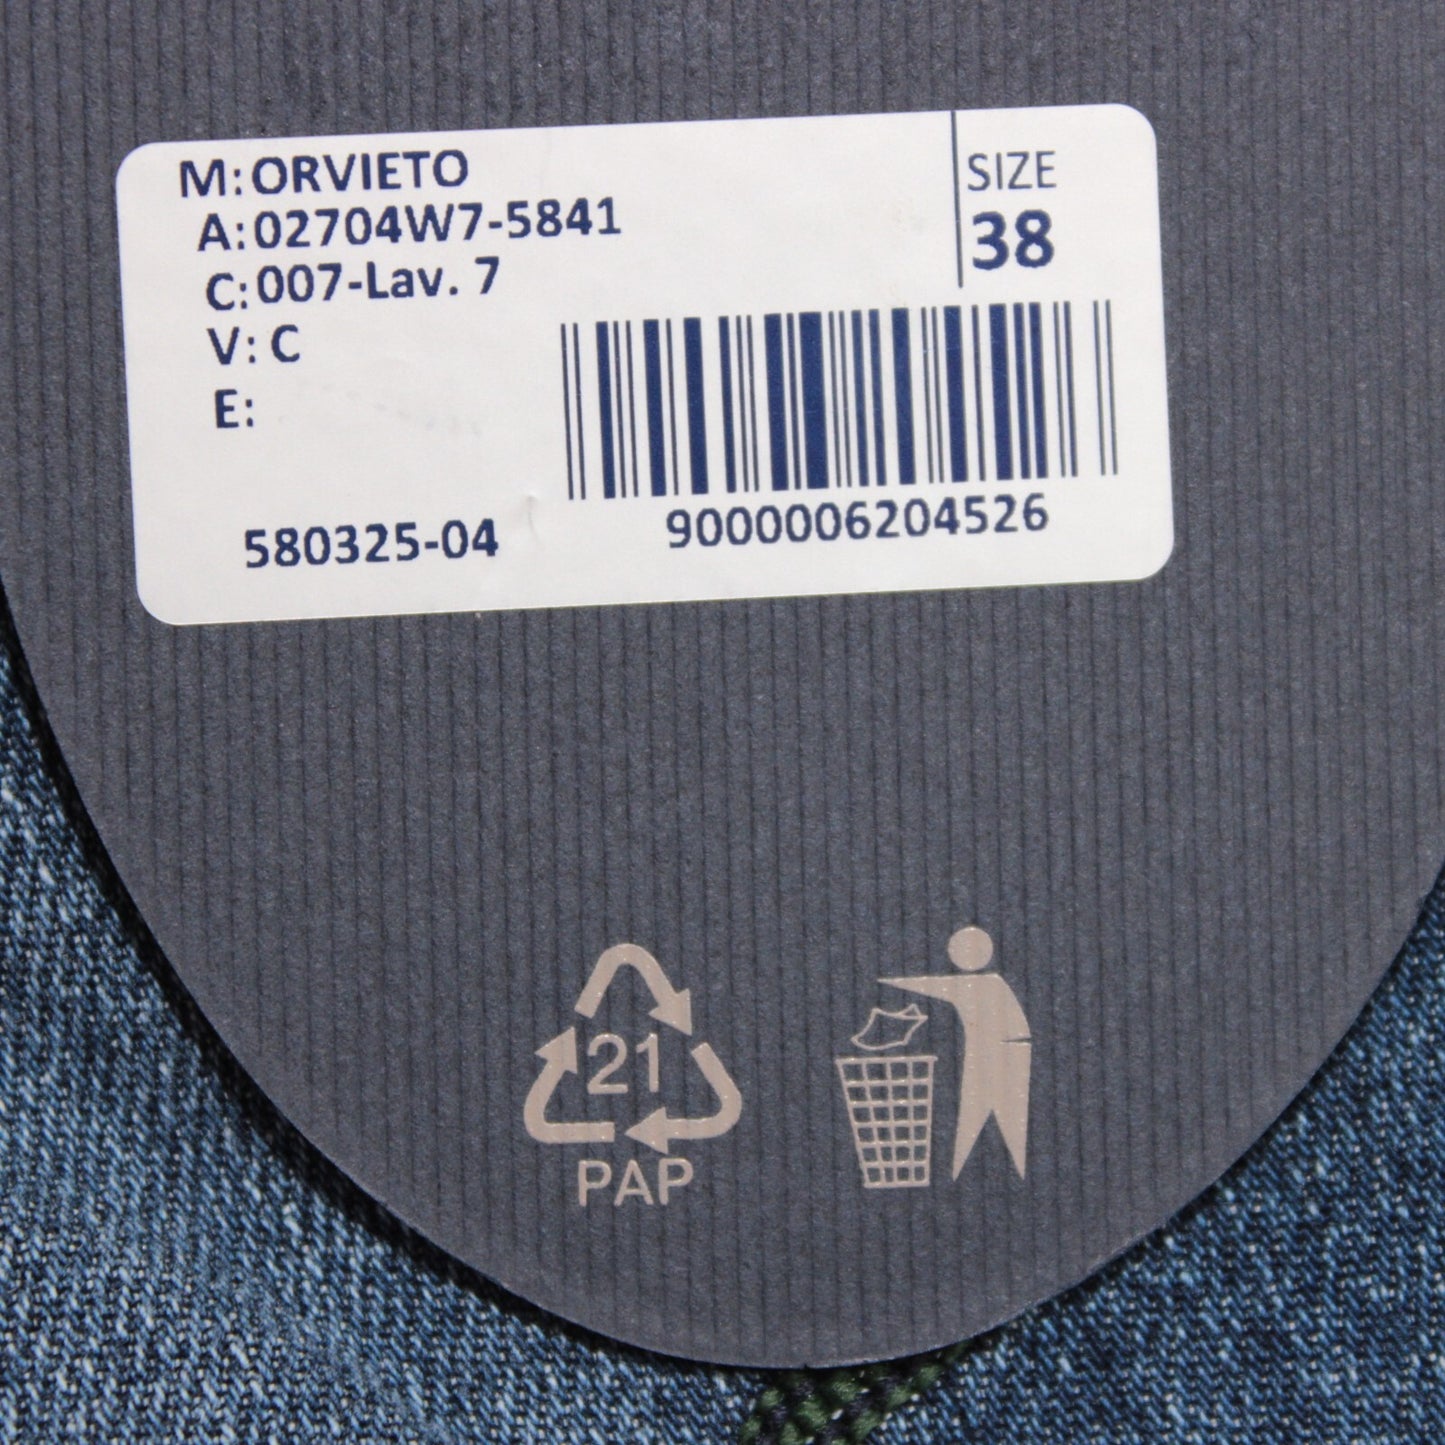 M: ORVIETO
A: 02704W7-5841
C: 007-Lav. 7
V: C
E:
SIZE
38
580325-04
9000006204526
21
PAP